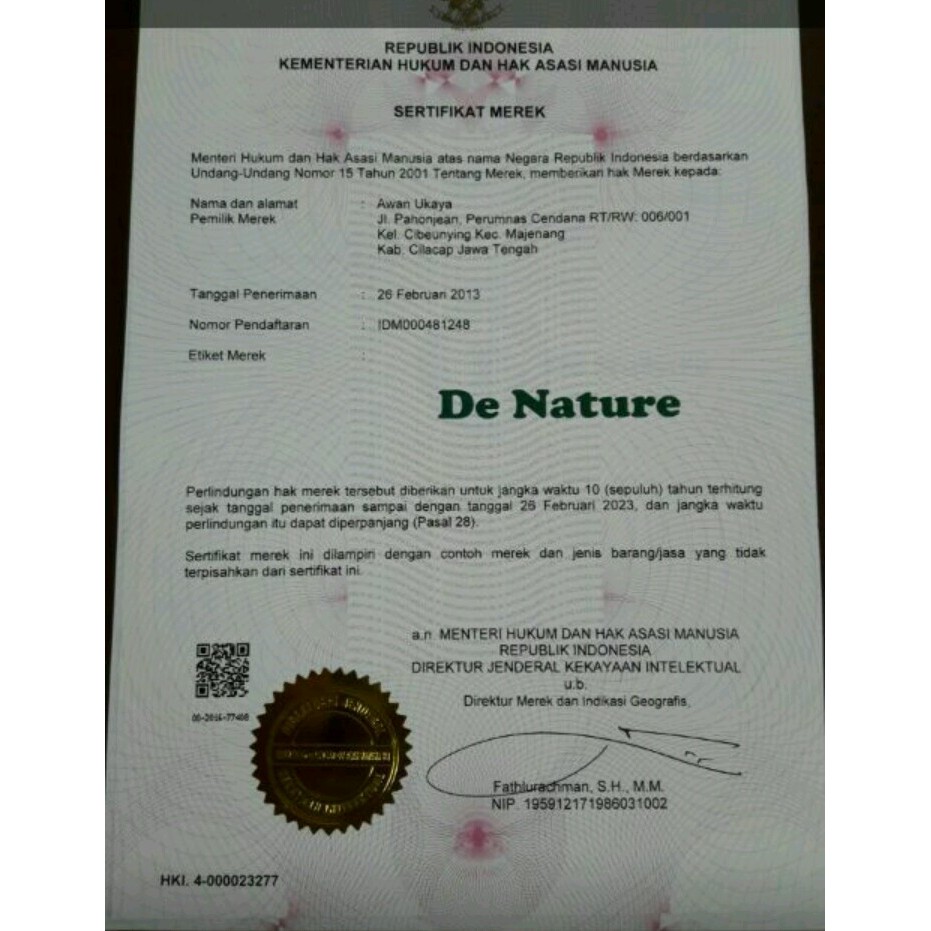 REPUBLIK INDONESIA
KEMENTERIAN HUKUM DAN HAK ASASI MANUSIA
SERTIFIKAT MEREK
Menteri Hukum dan Hak Asasi Manusia atas nama Negara Republik Indonesia berdasarkan
Undang-Undang Nomor 15 Tahun 2001 Tentang Merek, memberikan hak Merek kepada:
Nama dan alamat : Awan Ukaya
Pemilik Merek Jl. Pahonjean, Perumnas Cendana RT/RW: 006/001
Kel. Cibeunying Kec. Majenang
Kab. Cilacap Jawa Tengah
Tanggal Penerimaan : 26 Februari 2013
Nomor Pendaftaran : IDM000481248
Etiket Merek :
De Nature
Perlindungan hak merek tersebut diberikan untuk jangka waktu 10 (sepuluh) tahun terhitung
sejak tanggal penerimaan sampai dengan tanggal 26 Februari 2023, dan jangka waktu
perlindungan itu dapat diperpanjang (Pasal 28).
Sertifikat merek ini dilampiri dengan contoh merek dan jenis barang/jasa yang tidak
terpisahkan dari sertifikat ini.
a.n. MENTERI HUKUM DAN HAK ASASI MANUSIA
REPUBLIK INDONESIA
DIREKTUR JENDERAL KEKAYAAN INTELEKTUAL
u.b.
Direktur Merek dan Indikasi Geografis,
00-2016-77408
Fathlurachman, S.H., M.M.
NIP. 195912171986031002
HKI. 4-000023277